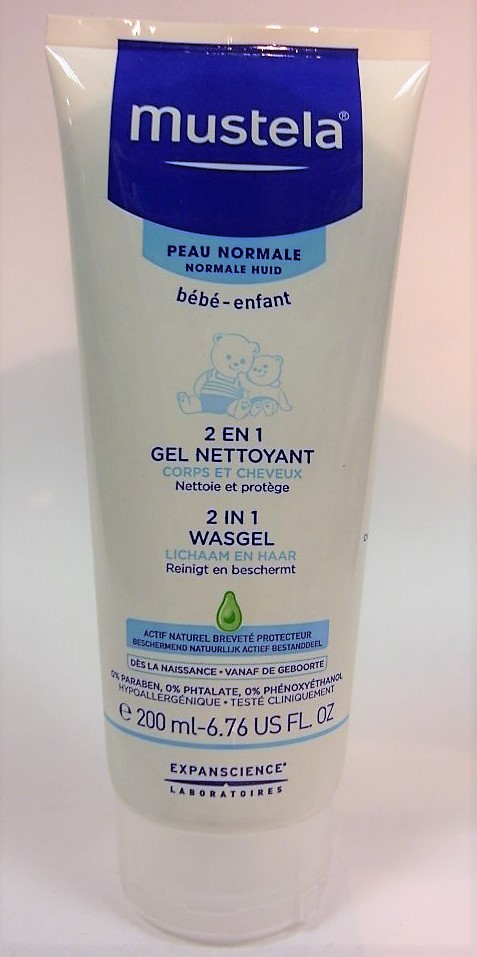 mustela®
PEAU NORMALE
NORMALE HUID
bébé-enfant
2 EN 1
GEL NETTOYANT
CORPS ET CHEVEUX
Nettoie et protège
2 IN 1
WASGEL
LICHAAM EN HAAR
Reinigt en beschermt
ACTIF NATUREL BREVETÉ PROTECTEUR
BESCHERMEND NATUURLIJK ACTIEF BESTANDDEEL
DÈS LA NAISSANCE • VANAF DE GEBOORTE
0% PARABEN, 0% PHTALATE, 0% PHÉNOXYÉTHANOL
HYPOALLERGÉNIQUE • TESTÉ CLINIQUEMENT
℮ 200 ml-6.76 US FL. OZ
EXPANSCIENCE®
LABORATOIRES